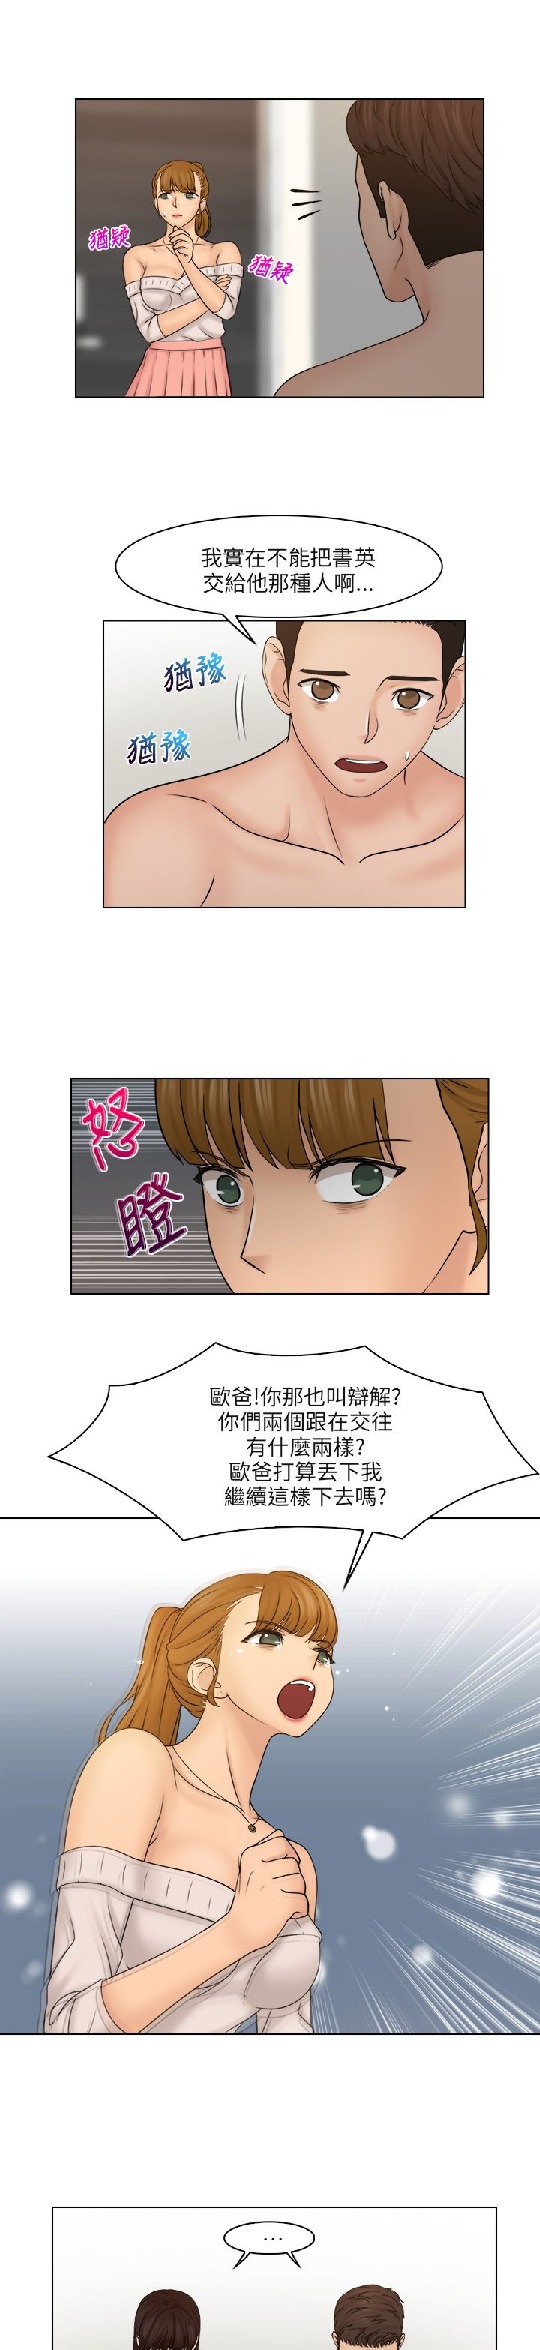 猶疑
猶疑
我實在不能把書英
交給他那種人啊...
猶豫
猶豫
怒
瞪
歐爸!你那也叫辯解?
你們兩個跟在交往
有什麼兩樣?
歐爸打算丟下我
繼續這樣下去嗎?
...